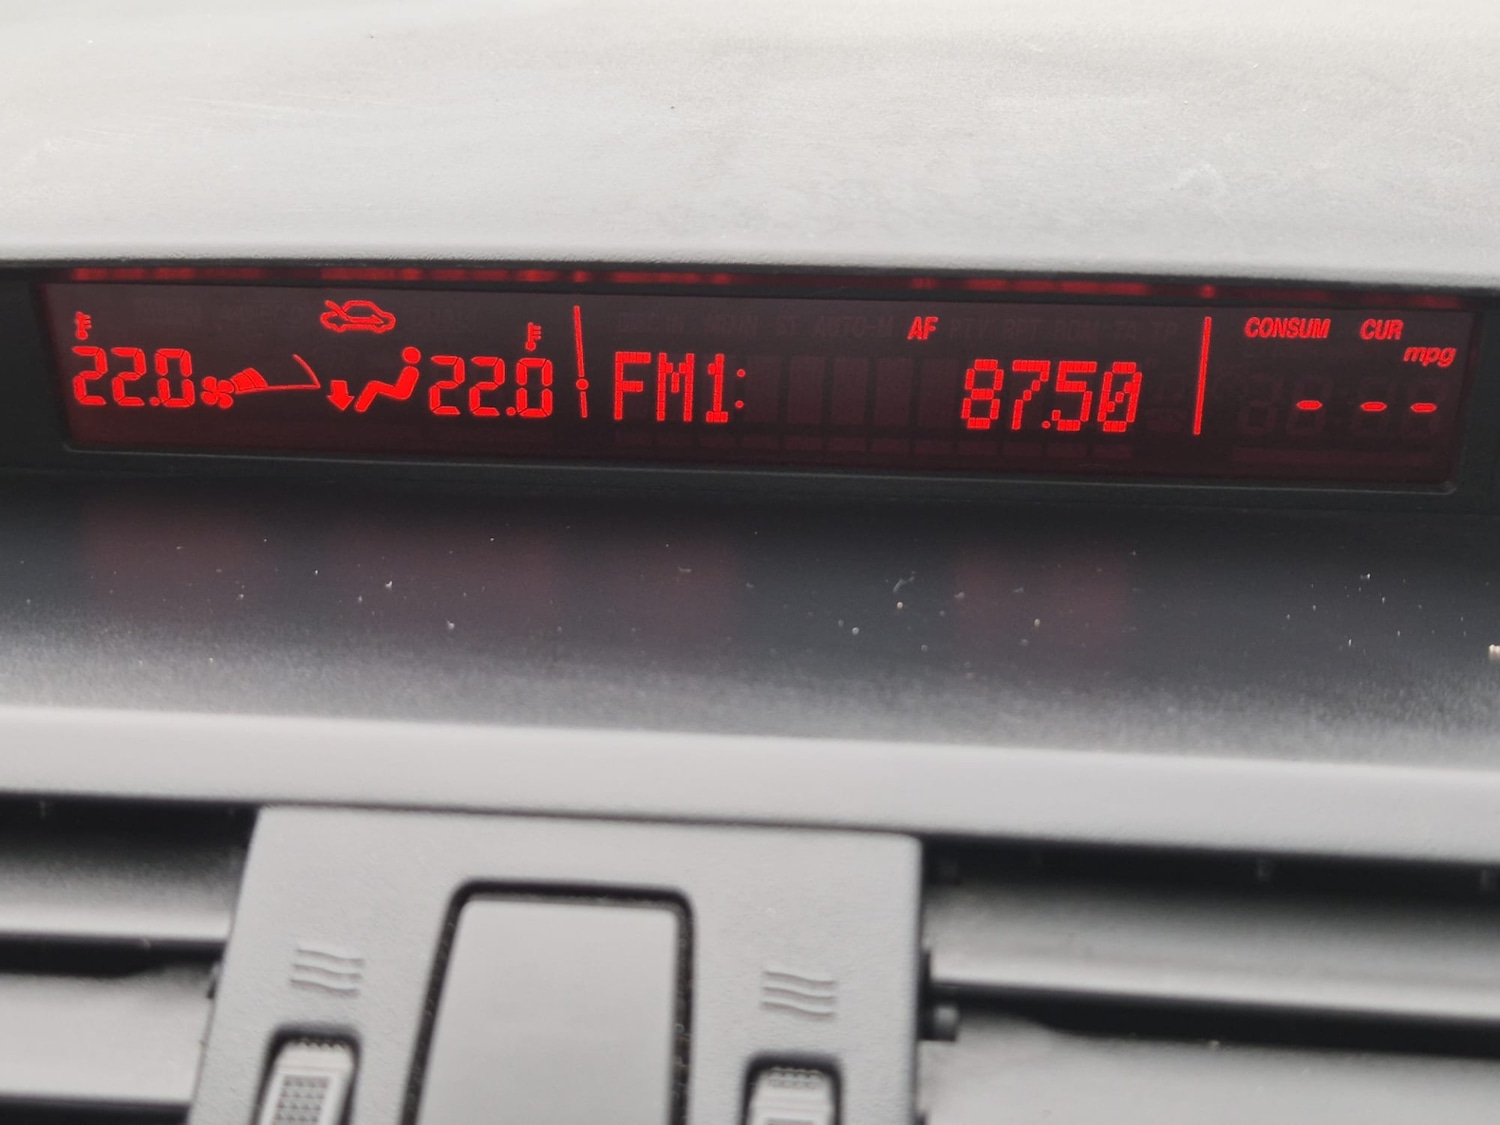 AF CONSUM CUR
mpg
22.0 22.0 FM1: 87.50 - - -